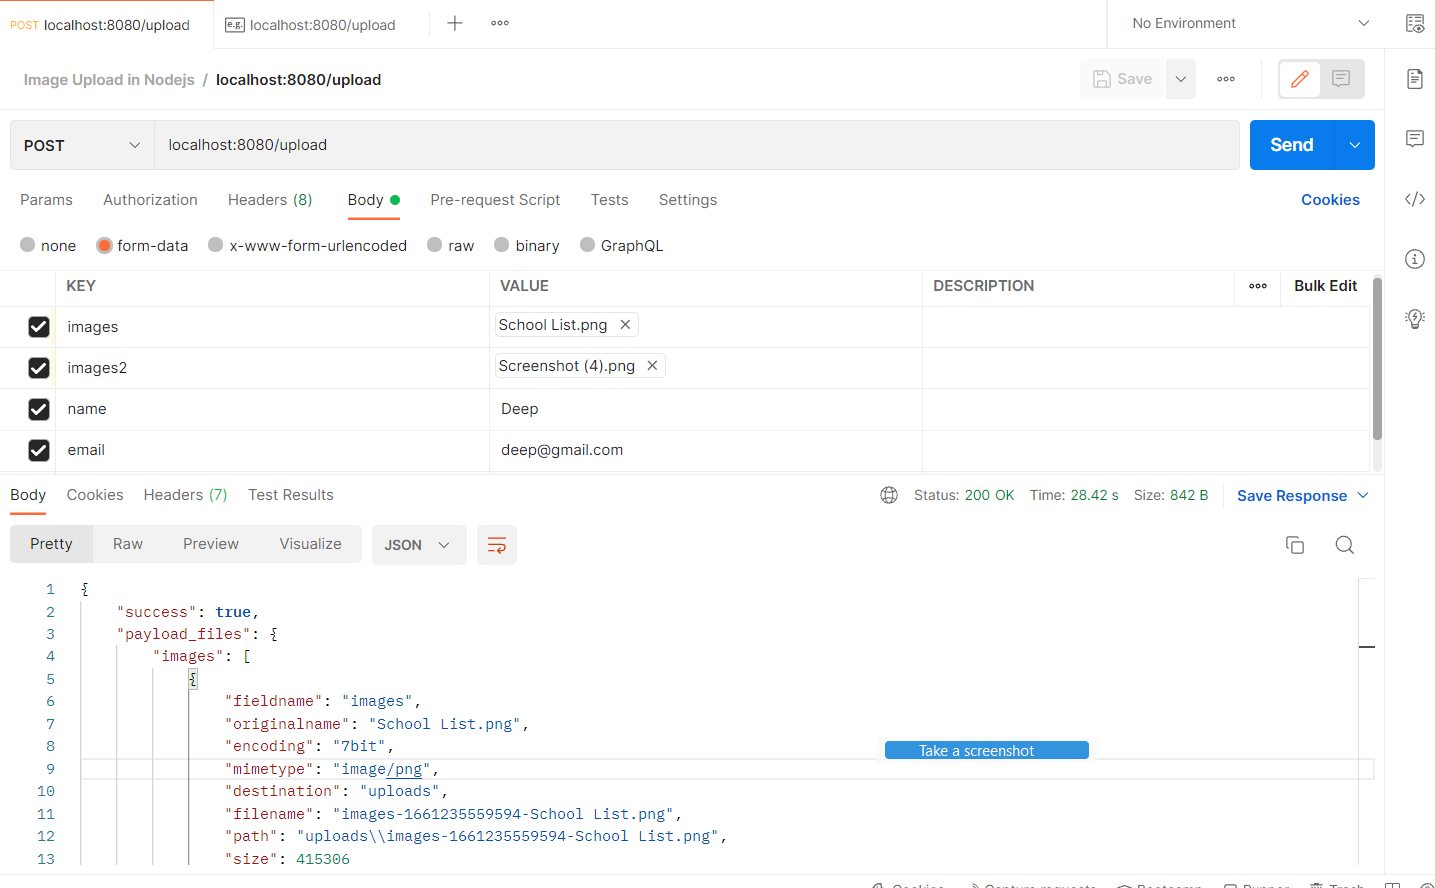 POST localhost:8080/upload e.g. localhost:8080/upload No Environment
Image Upload in Nodejs / localhost:8080/upload Save
POST localhost:8080/upload Send
Params Authorization Headers (8) Body Pre-request Script Tests Settings Cookies
none form-data x-www-form-urlencoded raw binary GraphQL
KEY VALUE DESCRIPTION Bulk Edit
images School List.png
images2 Screenshot (4).png
name Deep
email deep@gmail.com
Body Cookies Headers (7) Test Results Status: 200 OK Time: 28.42 s Size: 842 B Save Response
Pretty Raw Preview Visualize JSON
1 {
2 "success": true,
3 "payload_files": {
4 "images": [
5 {
6 "fieldname": "images",
7 "originalname": "School List.png",
8 "encoding": "7bit",
Take a screenshot
9 "mimetype": "image/png",
10 "destination": "uploads",
11 "filename": "images-1661235559594-School List.png",
12 "path": "uploads\\images-1661235559594-School List.png",
13 "size": 415306
Cookies Capture requests Bootcamp Runner Trash